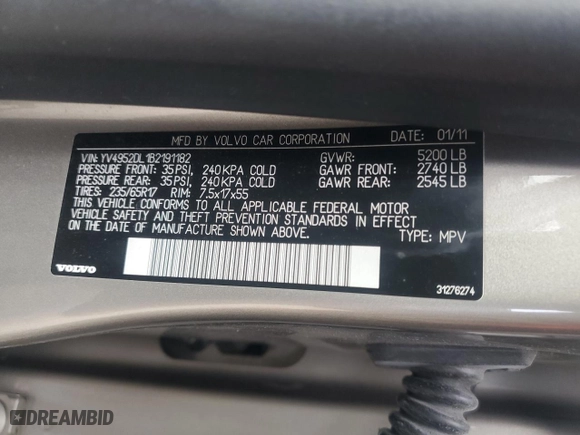 MFD BY VOLVO CAR CORPORATION DATE: 01/11
VIN: YV4952DL1B2191182 GVWR: 5200 LB
PRESSURE FRONT: 35 PSI, 240 KPA COLD GAWR FRONT: 2740 LB
PRESSURE REAR: 35 PSI, 240 KPA COLD GAWR REAR: 2545 LB
TIRES: 235/65R17 RIM: 7.5x17x55
THIS VEHICLE CONFORMS TO ALL APPLICABLE FEDERAL MOTOR
VEHICLE SAFETY AND THEFT PREVENTION STANDARDS IN EFFECT
ON THE DATE OF MANUFACTURE SHOWN ABOVE. TYPE: MPV
VOLVO 31276274
DREAMBID